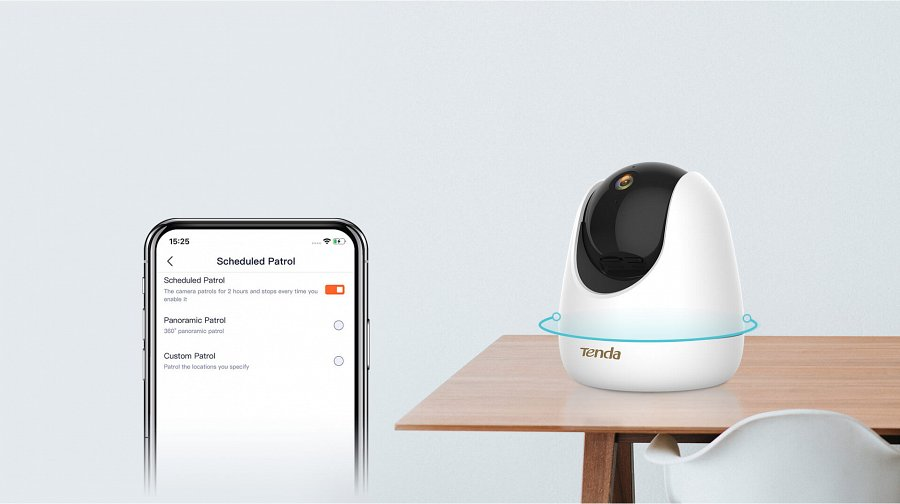 15:25
Scheduled Patrol
Scheduled Patrol
The camera patrols for 2 hours and stops every time you
enable it
Panoramic Patrol
360° panoramic patrol
Custom Patrol
Patrol the locations you specify
Tenda